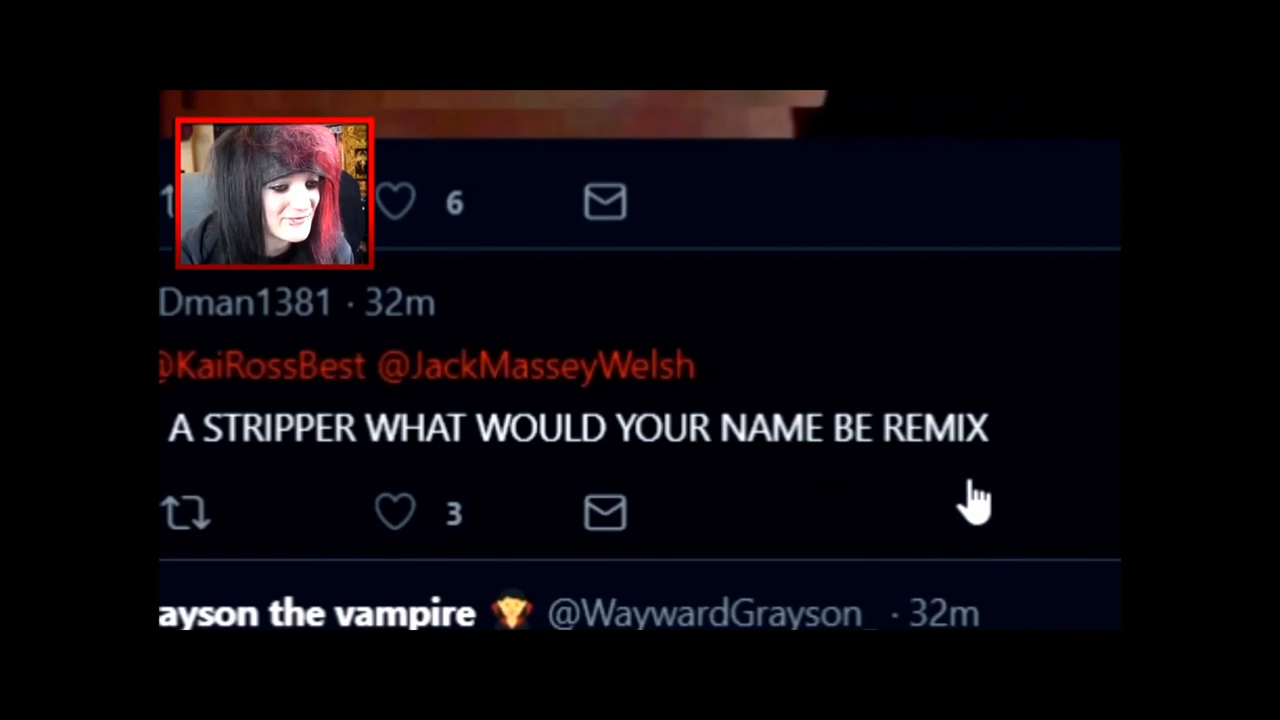 6
Dman1381 · 32m
@KaiRossBest @JackMasseyWelsh
A STRIPPER WHAT WOULD YOUR NAME BE REMIX
3
ayson the vampire @WaywardGrayson_ · 32m